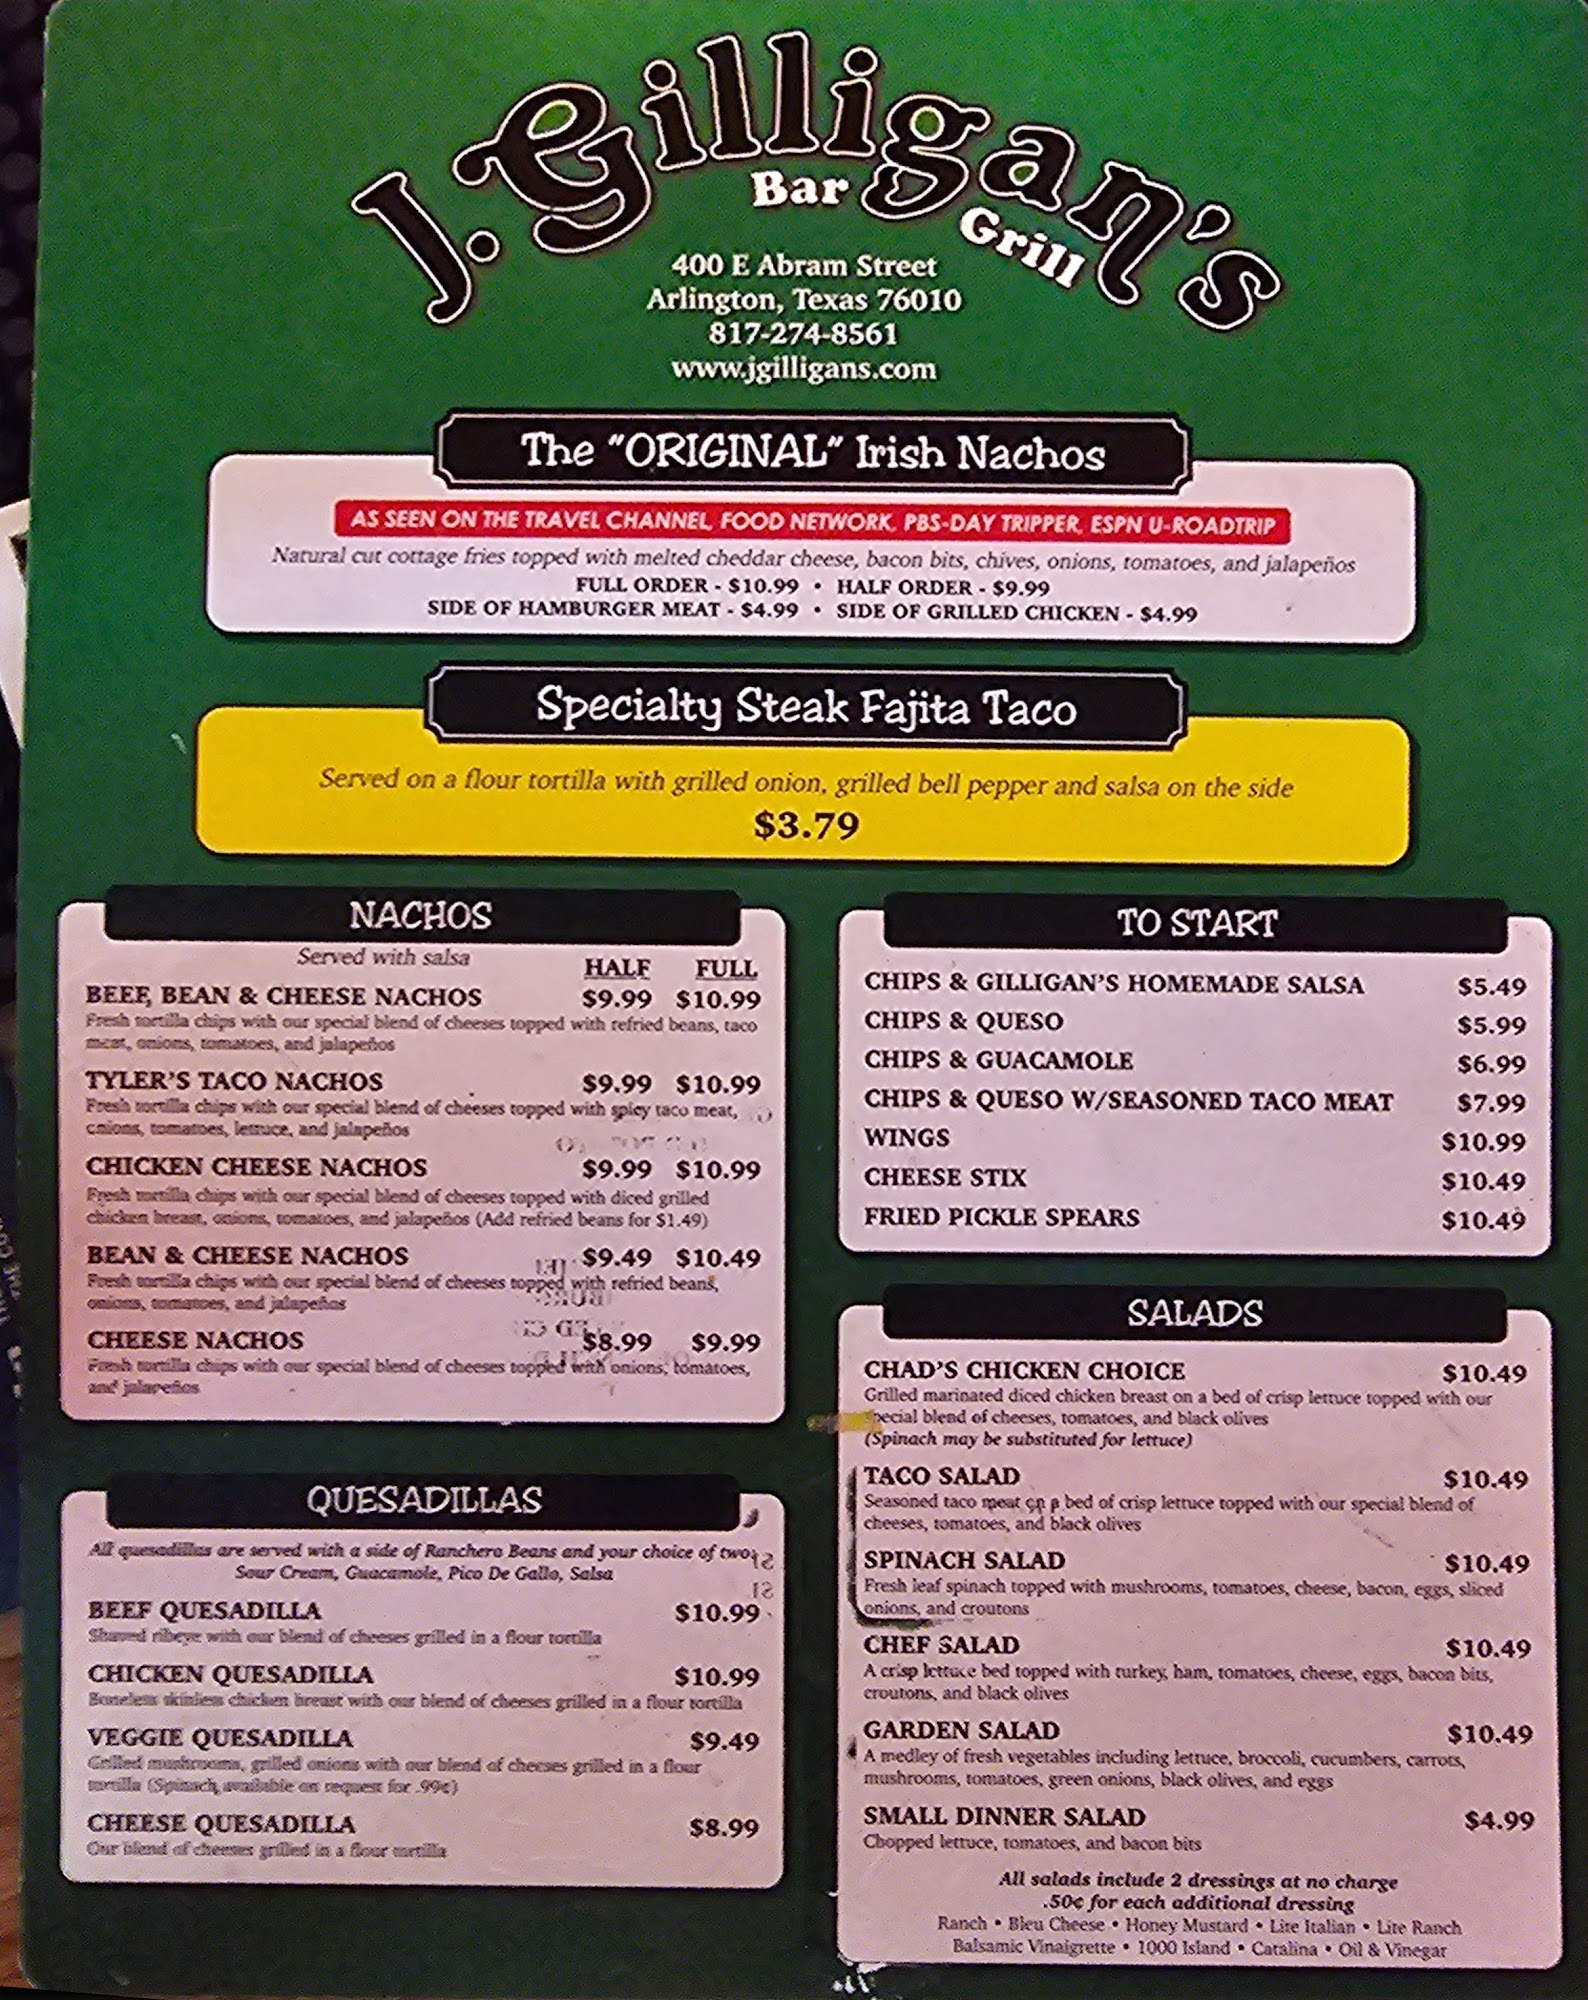 J. Gilligan's
Bar
Grill
400 E Abram Street
Arlington, Texas 76010
817-274-8561
www.jgilligans.com
The "ORIGINAL" Irish Nachos
AS SEEN ON THE TRAVEL CHANNEL, FOOD NETWORK, PBS-DAY TRIPPER, ESPN U-ROADTRIP
Natural cut cottage fries topped with melted cheddar cheese, bacon bits, chives, onions, tomatoes, and jalapeños
FULL ORDER - $10.99 • HALF ORDER - $9.99
SIDE OF HAMBURGER MEAT - $4.99 • SIDE OF GRILLED CHICKEN - $4.99
Specialty Steak Fajita Taco
Served on a flour tortilla with grilled onion, grilled bell pepper and salsa on the side
$3.79
NACHOS
Served with salsa
HALF FULL
BEEF, BEAN & CHEESE NACHOS $9.99 $10.99
Fresh tortilla chips with our special blend of cheeses topped with refried beans, taco
meat, onions, tomatoes, and jalapeños
TYLER'S TACO NACHOS $9.99 $10.99
Fresh tortilla chips with our special blend of cheeses topped with spicy taco meat,
onions, tomatoes, lettuce, and jalapeños
CHICKEN CHEESE NACHOS $9.99 $10.99
Fresh tortilla chips with our special blend of cheeses topped with diced grilled
chicken breast, onions, tomatoes, and jalapeños (Add refried beans for $1.49)
BEAN & CHEESE NACHOS $9.49 $10.49
Fresh tortilla chips with our special blend of cheeses topped with refried beans,
onions, tomatoes, and jalapeños
CHEESE NACHOS $8.99 $9.99
Fresh tortilla chips with our special blend of cheeses topped with onions, tomatoes,
and jalapeños
QUESADILLAS
All quesadillas are served with a side of Ranchero Beans and your choice of two:
Sour Cream, Guacamole, Pico De Gallo, Salsa
BEEF QUESADILLA $10.99
Shaved ribeye with our blend of cheeses grilled in a flour tortilla
CHICKEN QUESADILLA $10.99
Boneless skinless chicken breast with our blend of cheeses grilled in a flour tortilla
VEGGIE QUESADILLA $9.49
Grilled mushrooms, grilled onions with our blend of cheeses grilled in a flour
tortilla (Spinach available on request for .99¢)
CHEESE QUESADILLA $8.99
Our blend of cheeses grilled in a flour tortilla
TO START
CHIPS & GILLIGAN'S HOMEMADE SALSA $5.49
CHIPS & QUESO $5.99
CHIPS & GUACAMOLE $6.99
CHIPS & QUESO W/SEASONED TACO MEAT $7.99
WINGS $10.99
CHEESE STIX $10.49
FRIED PICKLE SPEARS $10.49
SALADS
CHAD'S CHICKEN CHOICE $10.49
Grilled marinated diced chicken breast on a bed of crisp lettuce topped with our
special blend of cheeses, tomatoes, and black olives
(Spinach may be substituted for lettuce)
TACO SALAD $10.49
Seasoned taco meat on a bed of crisp lettuce topped with our special blend of
cheeses, tomatoes, and black olives
SPINACH SALAD $10.49
Fresh leaf spinach topped with mushrooms, tomatoes, cheese, bacon, eggs, sliced
onions, and croutons
CHEF SALAD $10.49
A crisp lettuce bed topped with turkey, ham, tomatoes, cheese, eggs, bacon bits,
croutons, and black olives
GARDEN SALAD $10.49
A medley of fresh vegetables including lettuce, broccoli, cucumbers, carrots,
mushrooms, tomatoes, green onions, black olives, and eggs
SMALL DINNER SALAD $4.99
Chopped lettuce, tomatoes, and bacon bits
All salads include 2 dressings at no charge
.50¢ for each additional dressing
Ranch • Bleu Cheese • Honey Mustard • Lite Italian • Lite Ranch
Balsamic Vinaigrette • 1000 Island • Catalina • Oil & Vinegar